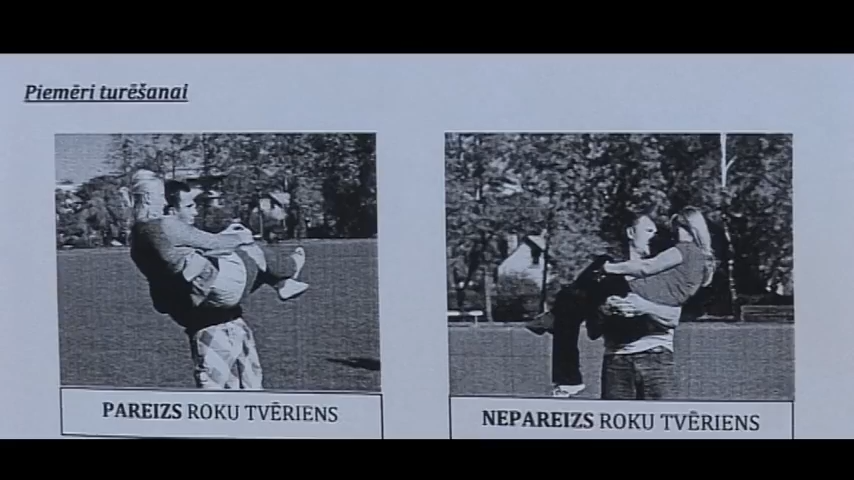 Piemēri turēšanai
PAREIZS ROKU TVĒRIENS
NEPAREIZS ROKU TVĒRIENS